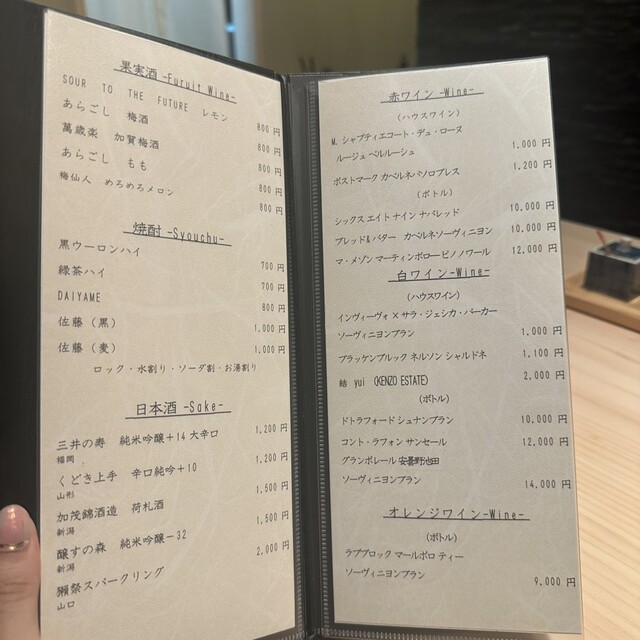 果実酒 -Furuit Wine-
SOUR TO THE FUTURE レモン 800 円
あらごし 梅酒 800 円
萬歳楽 加賀梅酒 800 円
あらごし もも 800 円
梅仙人 めろめろメロン 800 円
焼酎 -Syouchu-
黒ウーロンハイ 700 円
緑茶ハイ 700 円
DAIYAME 800 円
佐藤（黒） 1,000 円
佐藤（麦） 1,000 円
ロック・水割り・ソーダ割・お湯割り
日本酒 -Sake-
三井の寿 純米吟醸+14 大辛口 1,200 円
福岡
くどき上手 辛口純吟+10 1,200 円
山形
加茂錦酒造 荷札酒 1,500 円
新潟
醸すの森 純米吟醸-32 1,500 円
新潟
獺祭スパークリング 2,000 円
山口
赤ワイン -Wine-
（ハウスワイン）
M. シャプティエコート・デュ・ローヌ
ルージュ ベルルーシュ 1,000 円
ポストマーク カベルネ・パソロブレス 1,200 円
（ボトル）
シックス エイト ナイン ナパレッド 10,000 円
ブレッド&バター カベルネソーヴィニヨン 10,000 円
マ・メゾン マーティンボロー ピノノワール 12,000 円
白ワイン -Wine-
（ハウスワイン）
インヴィーヴォ × サラ・ジェシカ・パーカー
ソーヴィニヨンブラン 1,000 円
ブラッケンブルック ネルソン シャルドネ 1,100 円
結 yui （KENZO ESTATE） 2,000 円
（ボトル）
ドトラフォード シュナンブラン 10,000 円
コント・ラフォン サンセール 12,000 円
グランポレール 安曇野池田
ソーヴィニヨンブラン 14,000 円
オレンジワイン -Wine-
（ボトル）
ラブブロック マールボロ ティー
ソーヴィニヨンブラン 9,000 円